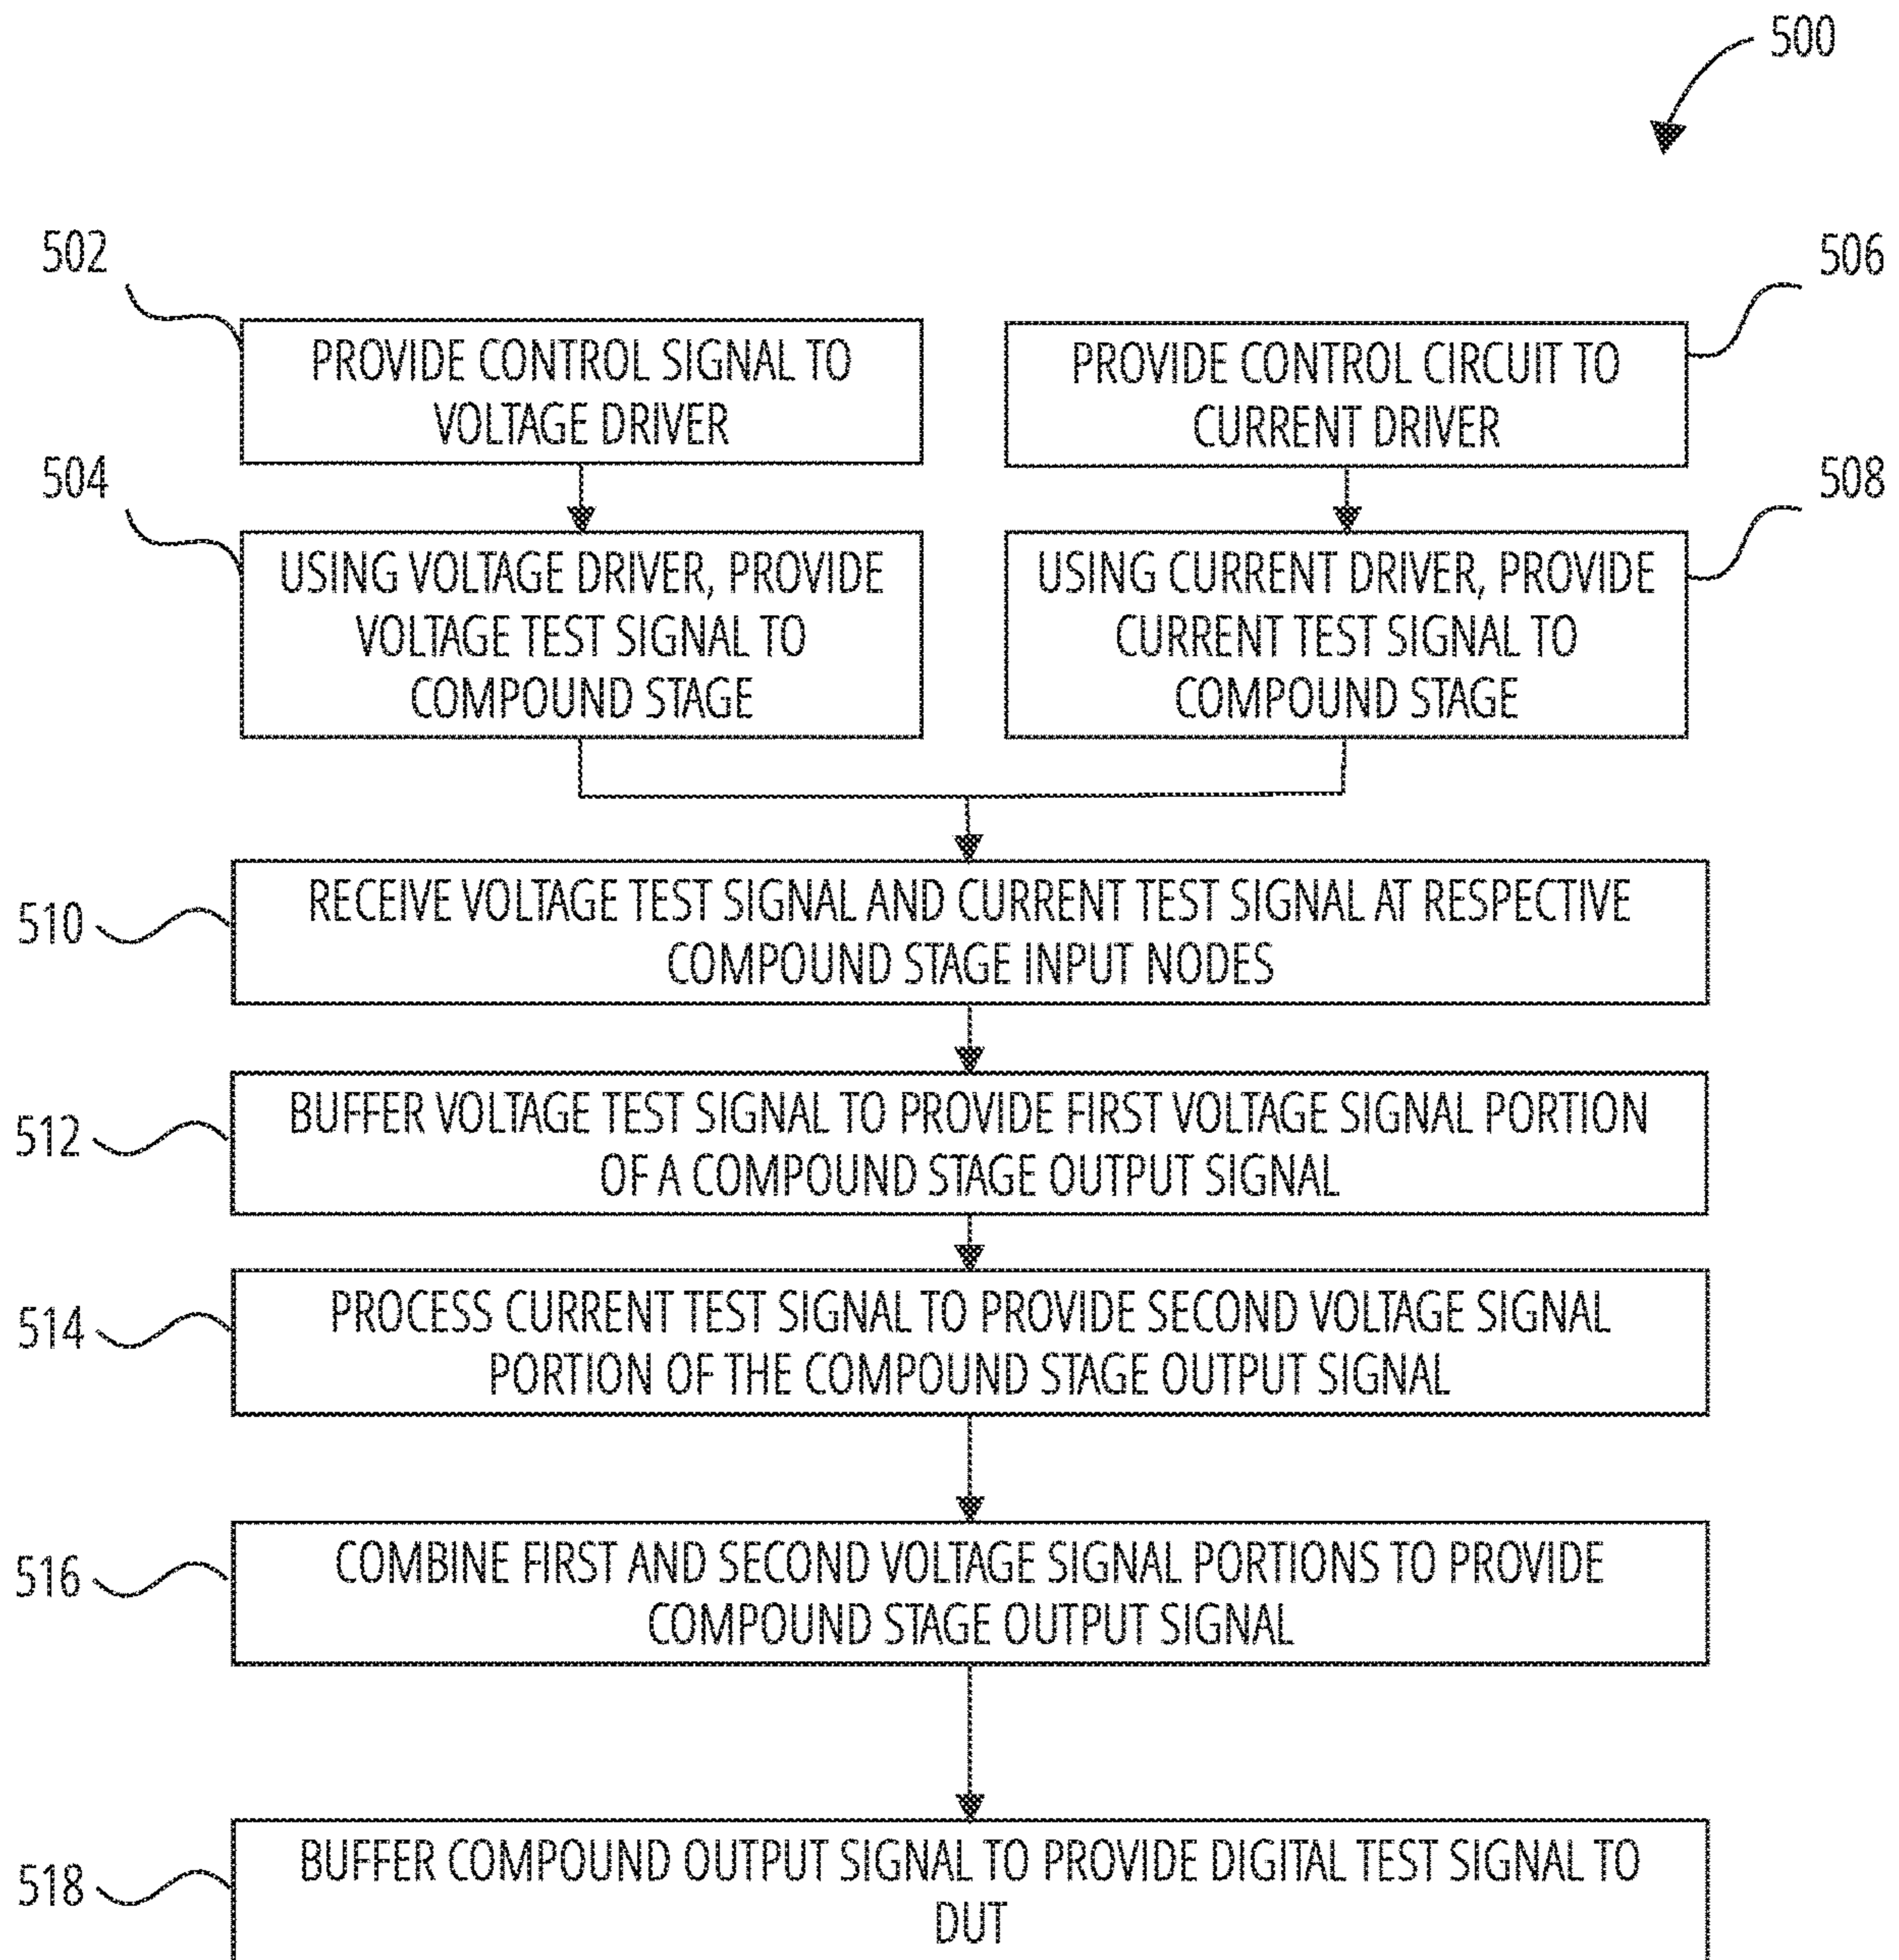 500
502
PROVIDE CONTROL SIGNAL TO
VOLTAGE DRIVER
506
PROVIDE CONTROL CIRCUIT TO
CURRENT DRIVER
504
USING VOLTAGE DRIVER, PROVIDE
VOLTAGE TEST SIGNAL TO
COMPOUND STAGE
508
USING CURRENT DRIVER, PROVIDE
CURRENT TEST SIGNAL TO
COMPOUND STAGE
510
RECEIVE VOLTAGE TEST SIGNAL AND CURRENT TEST SIGNAL AT RESPECTIVE
COMPOUND STAGE INPUT NODES
512
BUFFER VOLTAGE TEST SIGNAL TO PROVIDE FIRST VOLTAGE SIGNAL PORTION
OF A COMPOUND STAGE OUTPUT SIGNAL
514
PROCESS CURRENT TEST SIGNAL TO PROVIDE SECOND VOLTAGE SIGNAL
PORTION OF THE COMPOUND STAGE OUTPUT SIGNAL
516
COMBINE FIRST AND SECOND VOLTAGE SIGNAL PORTIONS TO PROVIDE
COMPOUND STAGE OUTPUT SIGNAL
518
BUFFER COMPOUND OUTPUT SIGNAL TO PROVIDE DIGITAL TEST SIGNAL TO
DUT